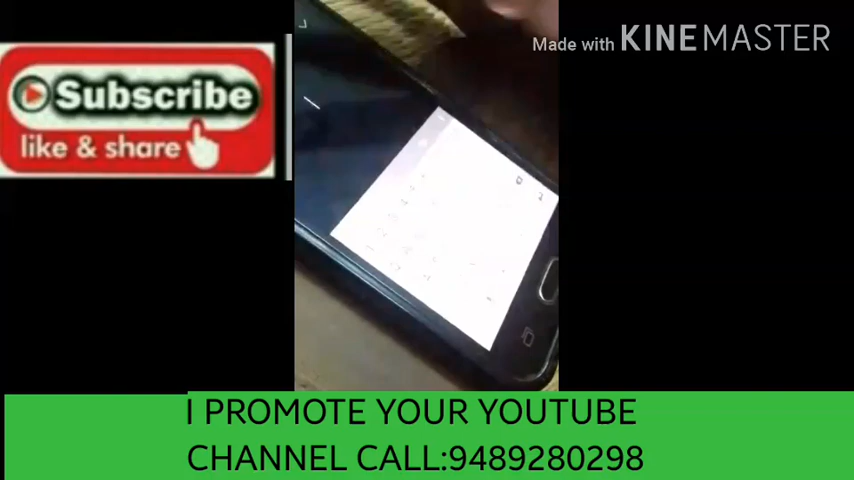 Made with KINEMASTER
Subscribe
like & share
I PROMOTE YOUR YOUTUBE
CHANNEL CALL:9489280298